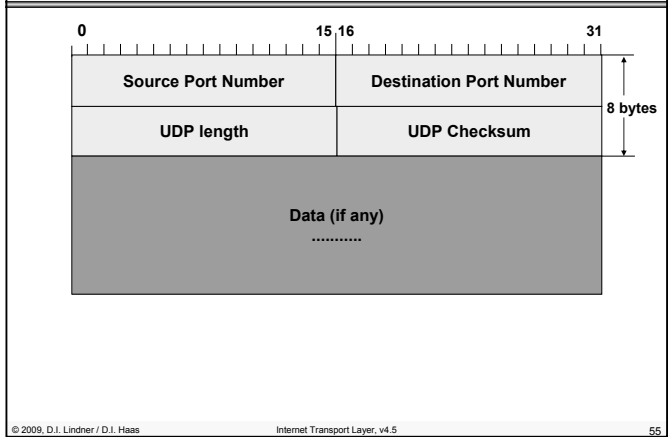 0 15 16 31
Source Port Number Destination Port Number
8 bytes
UDP length UDP Checksum
Data (if any)
...........
© 2009, D.I. Lindner / D.I. Haas Internet Transport Layer, v4.5 55